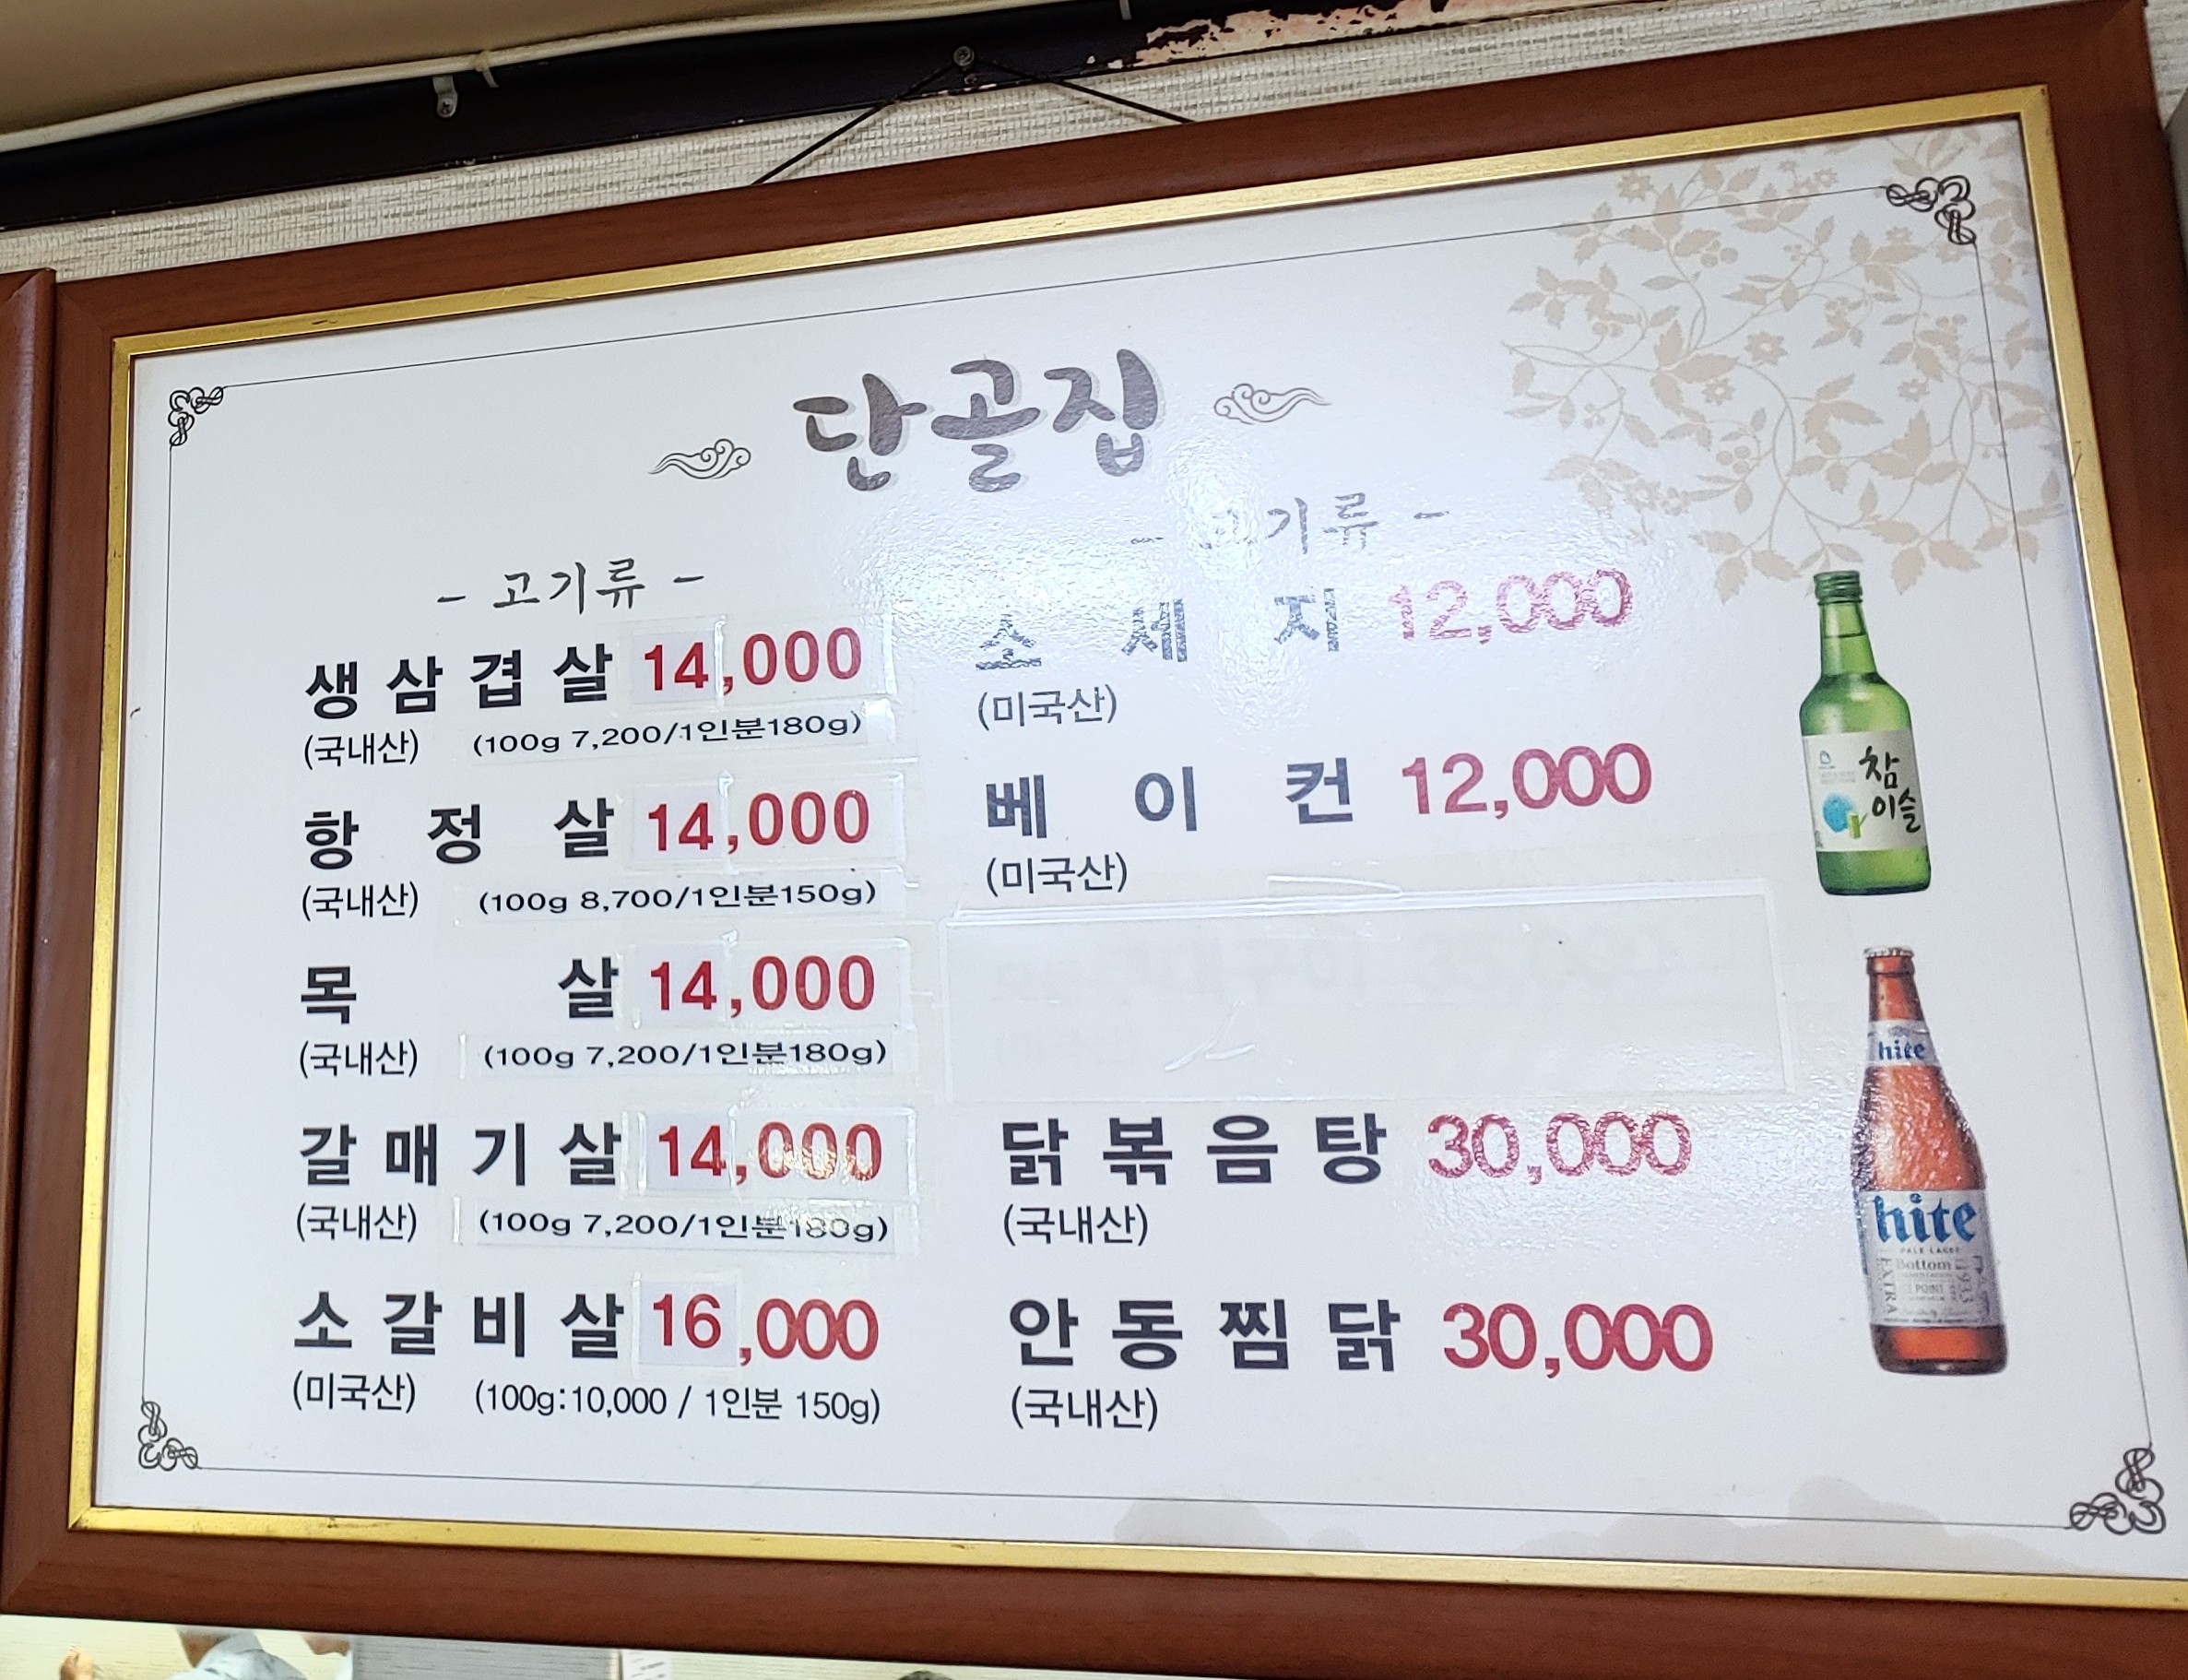 단골집
- 고기류 -
생삼겹살 14,000
(국내산) (100g 7,200/1인분180g)
항정살 14,000
(국내산) (100g 8,700/1인분150g)
목살 14,000
(국내산) (100g 7,200/1인분180g)
갈매기살 14,000
(국내산) (100g 7,200/1인분180g)
소갈비살 16,000
(미국산) (100g:10,000 / 1인분 150g)
- 고기류 -
소세지 12,000
(미국산)
베이컨 12,000
(미국산)
닭볶음탕 30,000
(국내산)
안동찜닭 30,000
(국내산)
참
이슬
hite
hite
PALE LAGER
Bottom
EXTRA
1933